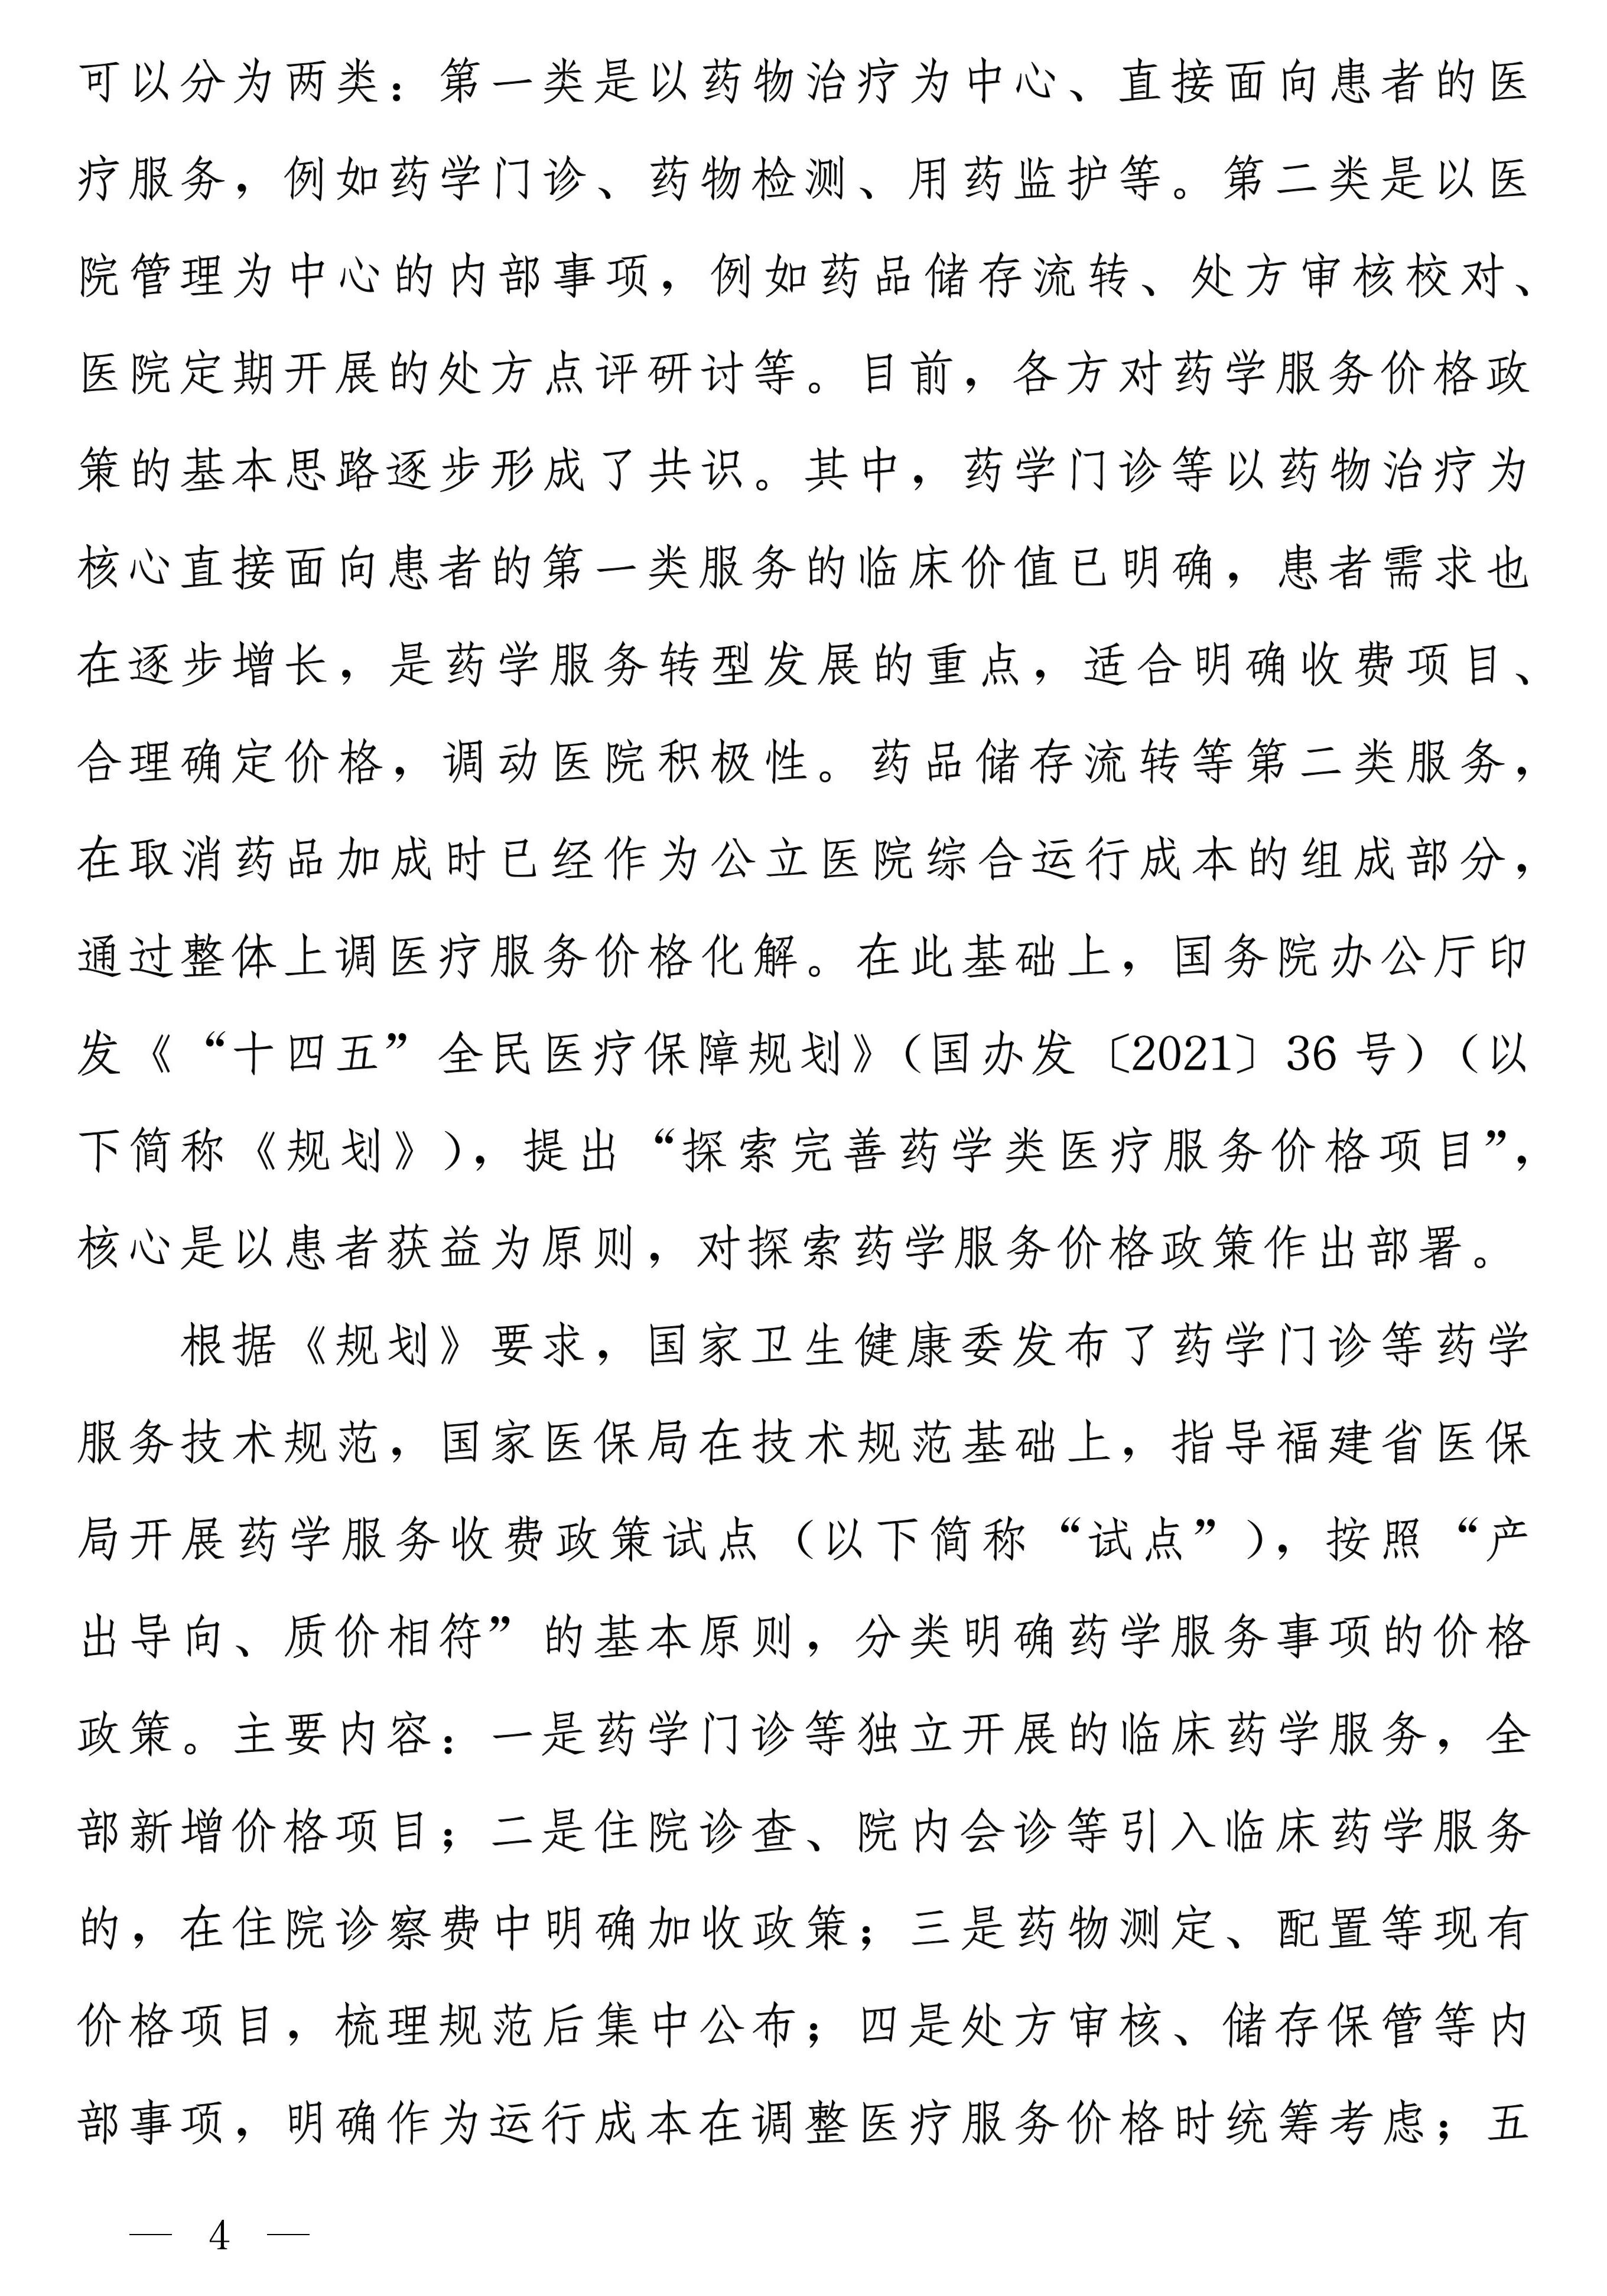 可以分为两类：第一类是以药物治疗为中心、直接面向患者的医
疗服务，例如药学门诊、药物检测、用药监护等。第二类是以医
院管理为中心的内部事项，例如药品储存流转、处方审核校对、
医院定期开展的处方点评研讨等。目前，各方对药学服务价格政
策的基本思路逐步形成了共识。其中，药学门诊等以药物治疗为
核心直接面向患者的第一类服务的临床价值已明确，患者需求也
在逐步增长，是药学服务转型发展的重点，适合明确收费项目、
合理确定价格，调动医院积极性。药品储存流转等第二类服务，
在取消药品加成时已经作为公立医院综合运行成本的组成部分，
通过整体上调医疗服务价格化解。在此基础上，国务院办公厅印
发《“十四五”全民医疗保障规划》（国办发〔2021〕36 号）（以
下简称《规划》），提出“探索完善药学类医疗服务价格项目”，
核心是以患者获益为原则，对探索药学服务价格政策作出部署。
根据《规划》要求，国家卫生健康委发布了药学门诊等药学
服务技术规范，国家医保局在技术规范基础上，指导福建省医保
局开展药学服务收费政策试点（以下简称“试点”），按照“产
出导向、质价相符”的基本原则，分类明确药学服务事项的价格
政策。主要内容：一是药学门诊等独立开展的临床药学服务，全
部新增价格项目；二是住院诊查、院内会诊等引入临床药学服务
的，在住院诊察费中明确加收政策；三是药物测定、配置等现有
价格项目，梳理规范后集中公布；四是处方审核、储存保管等内
部事项，明确作为运行成本在调整医疗服务价格时统筹考虑；五
— 4 —